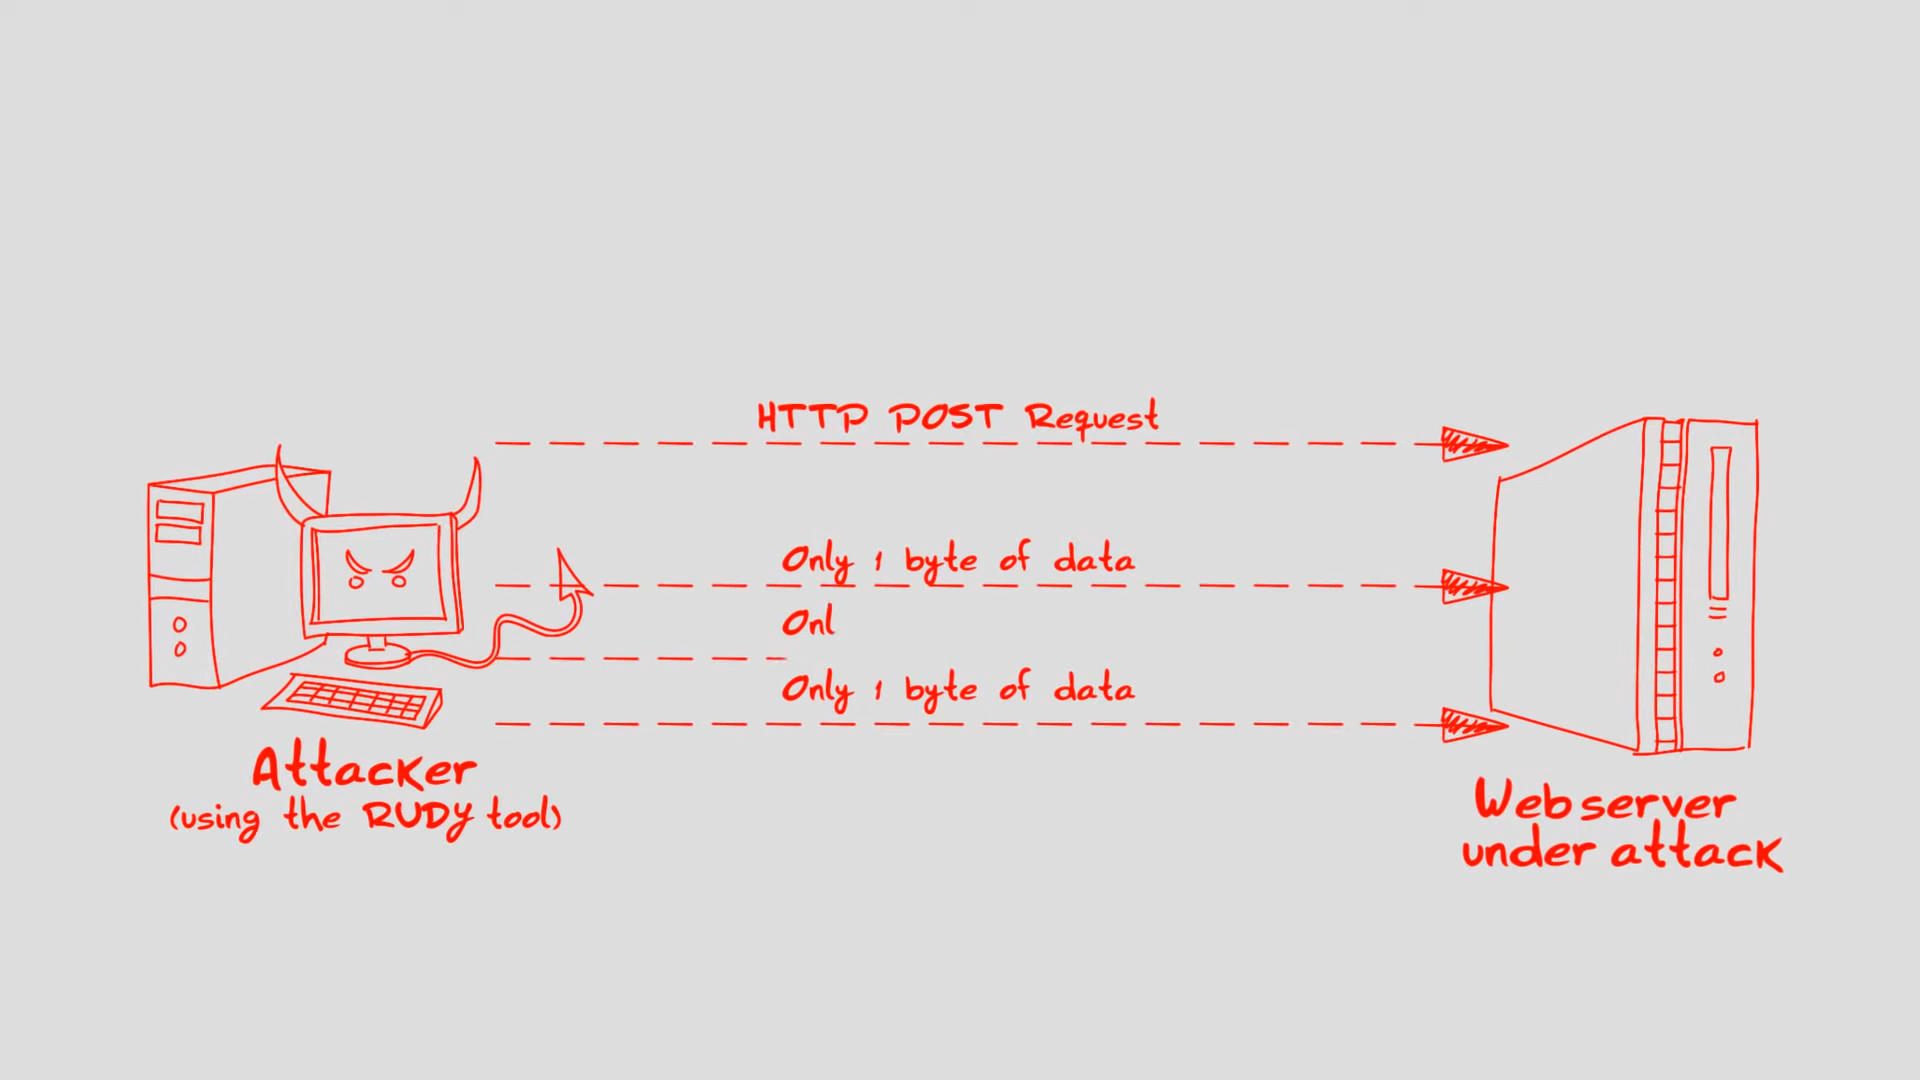 HTTP POST Request
Only 1 byte of data
Onl
Only 1 byte of data
Attacker
(using the RUDY tool)
Webserver
under attack